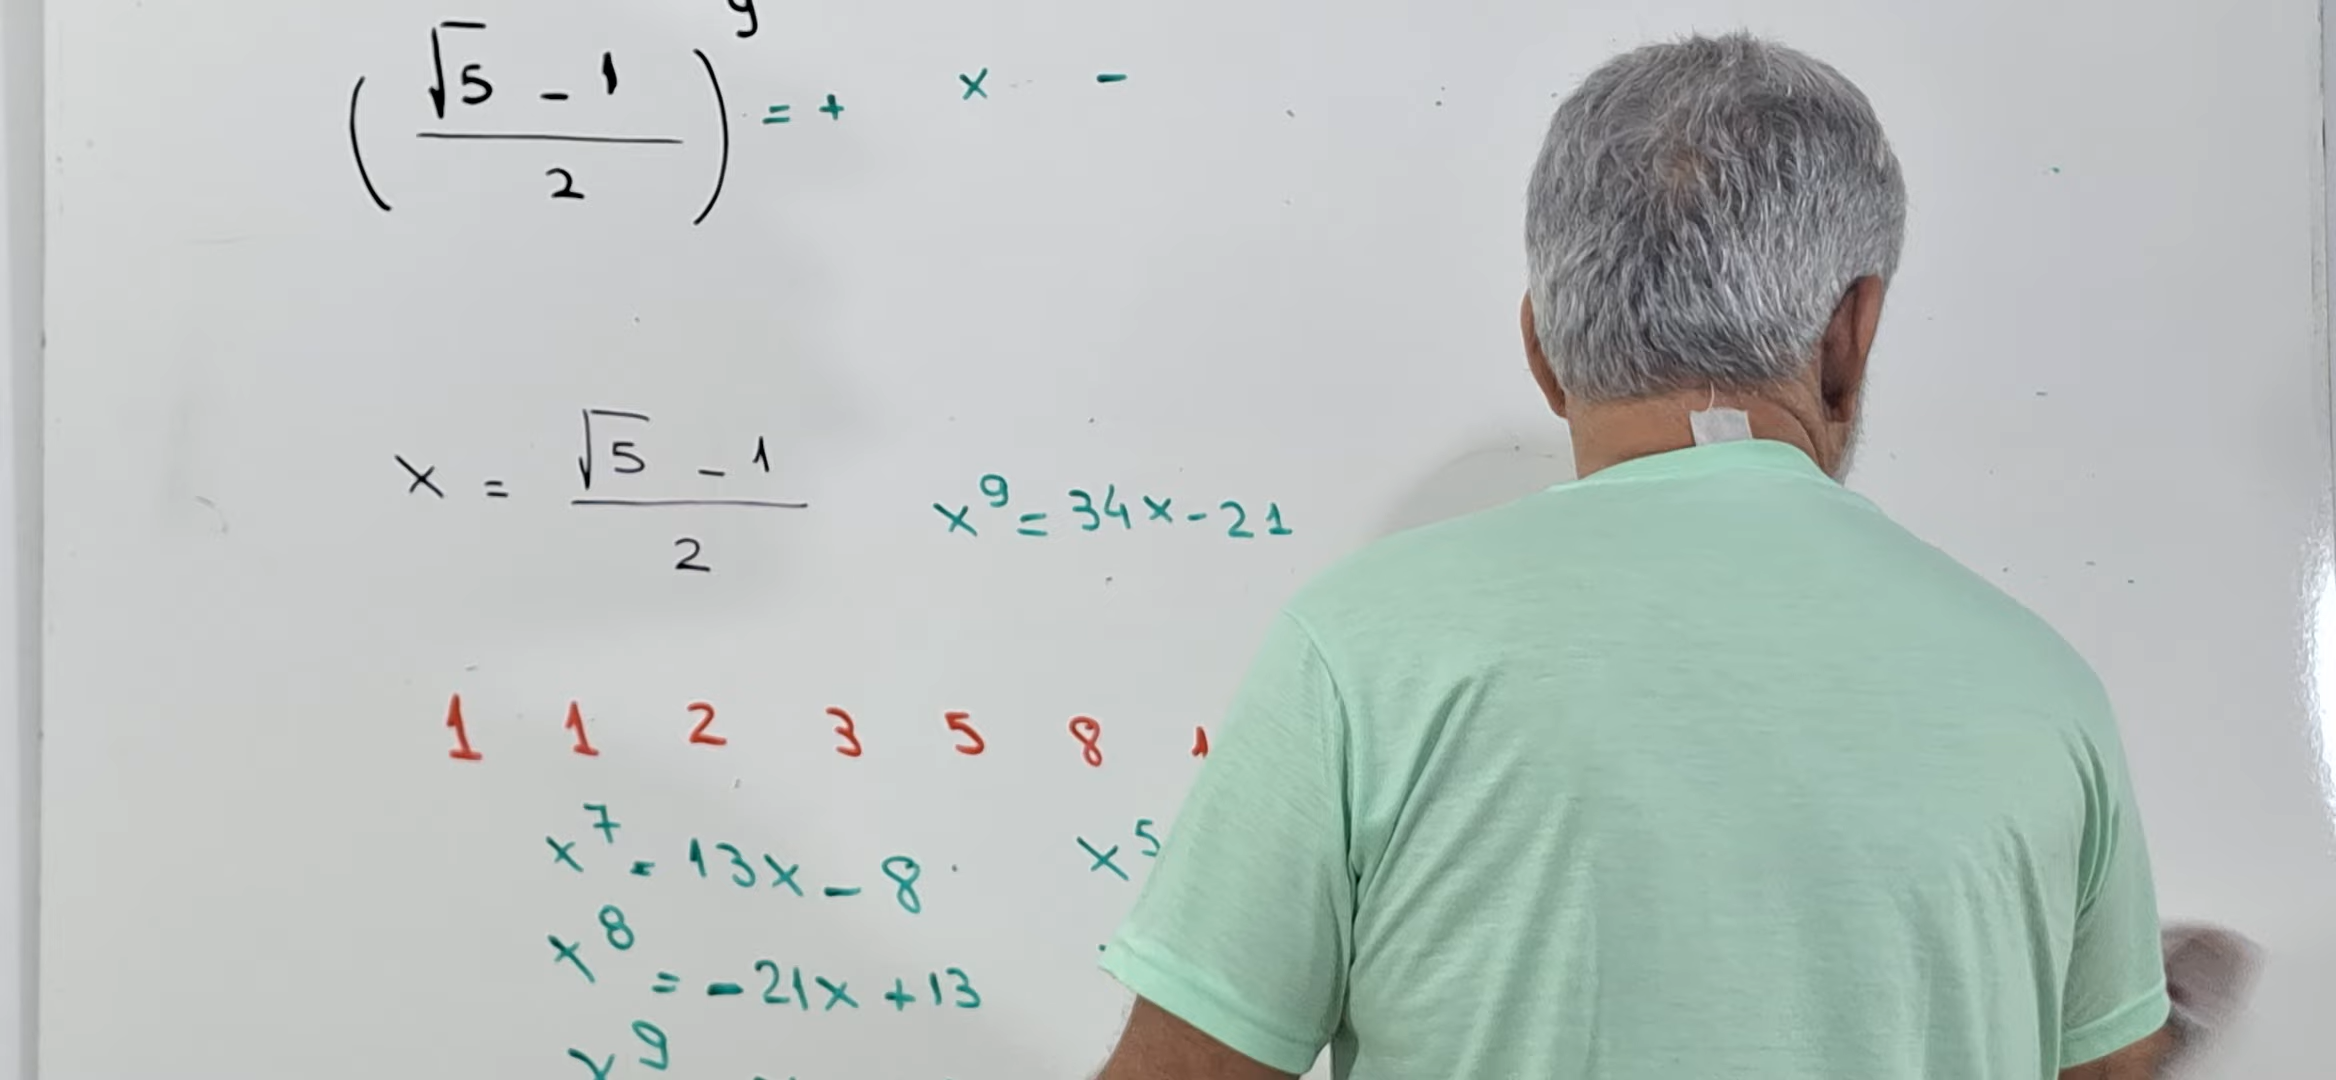 (√5 - 1 / 2)^9 = + x -
x = √5 - 1 / 2
x^9 = 34x - 21
1 1 2 3 5 8
x^7 = 13x - 8 x^5
x^8 = -21x + 13
x^9